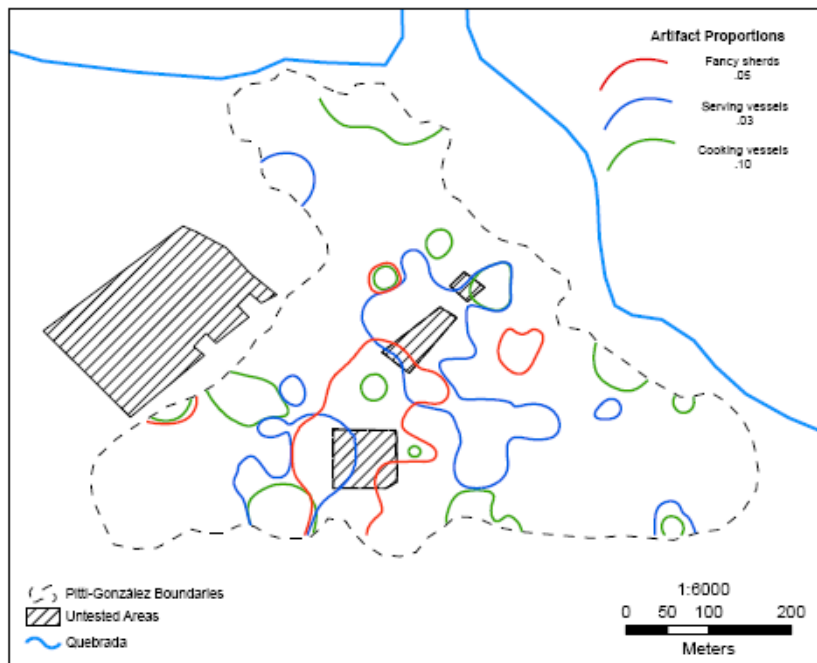 Artifact Proportions
Fancy sherds
.05
Serving vessels
.03
Cooking vessels
.10
Pitti-González Boundaries
Untested Areas
Quebrada
1:6000
0 50 100 200
Meters